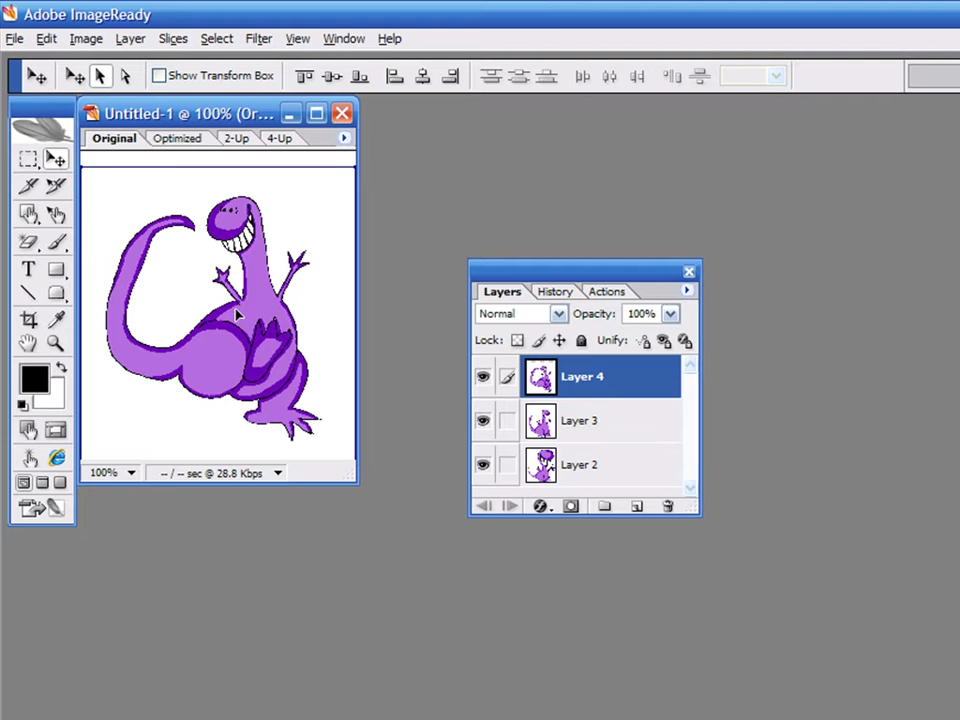 Adobe ImageReady
File Edit Image Layer Slices Select Filter View Window Help
Show Transform Box
Untitled-1 @ 100% (Or...
Original Optimized 2-Up 4-Up
100% -- / -- sec @ 28.8 Kbps
Layers History Actions
Normal Opacity: 100%
Lock: Unify:
Layer 4
Layer 3
Layer 2